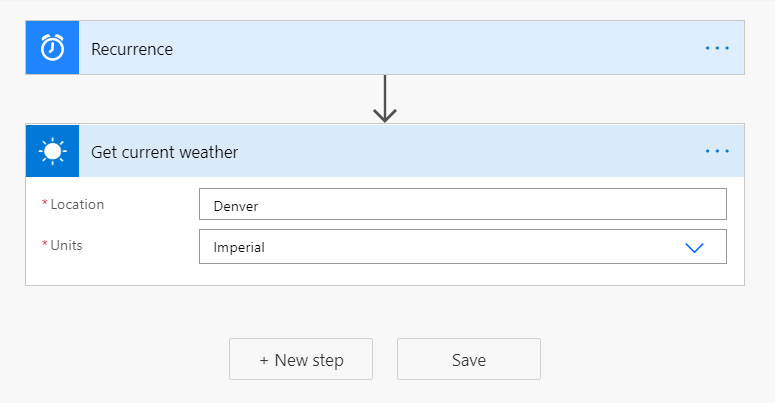 Recurrence
Get current weather
* Location
Denver
* Units
Imperial
+ New step
Save